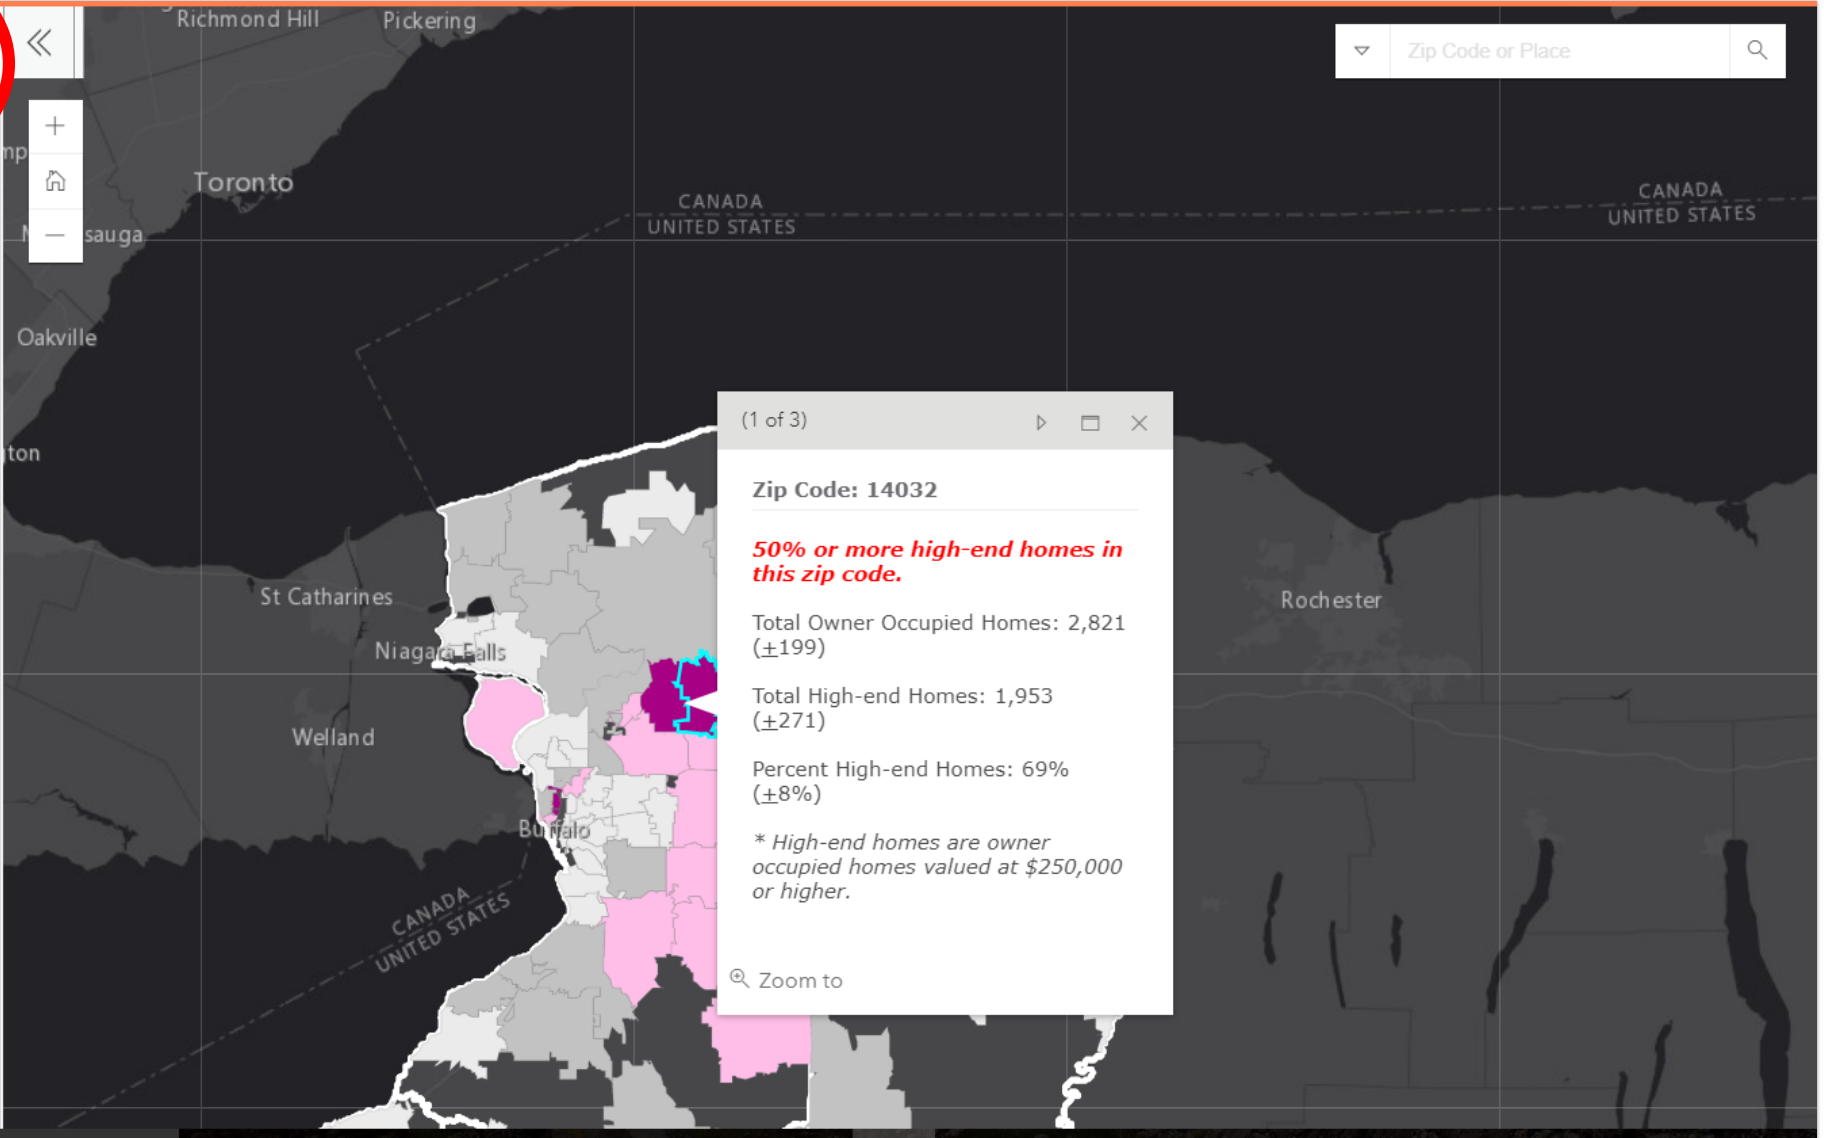 Richmond Hill
Pickering
Zip Code or Place
Toronto
CANADA
UNITED STATES
CANADA
UNITED STATES
sauga
Oakville
(1 of 3)
Zip Code: 14032
50% or more high-end homes in
this zip code.
Total Owner Occupied Homes: 2,821
(±199)
Total High-end Homes: 1,953
(±271)
Percent High-end Homes: 69%
(±8%)
* High-end homes are owner
occupied homes valued at $250,000
or higher.
Zoom to
ton
St Catharines
Rochester
Niagara Falls
Welland
Buffalo
CANADA
UNITED STATES